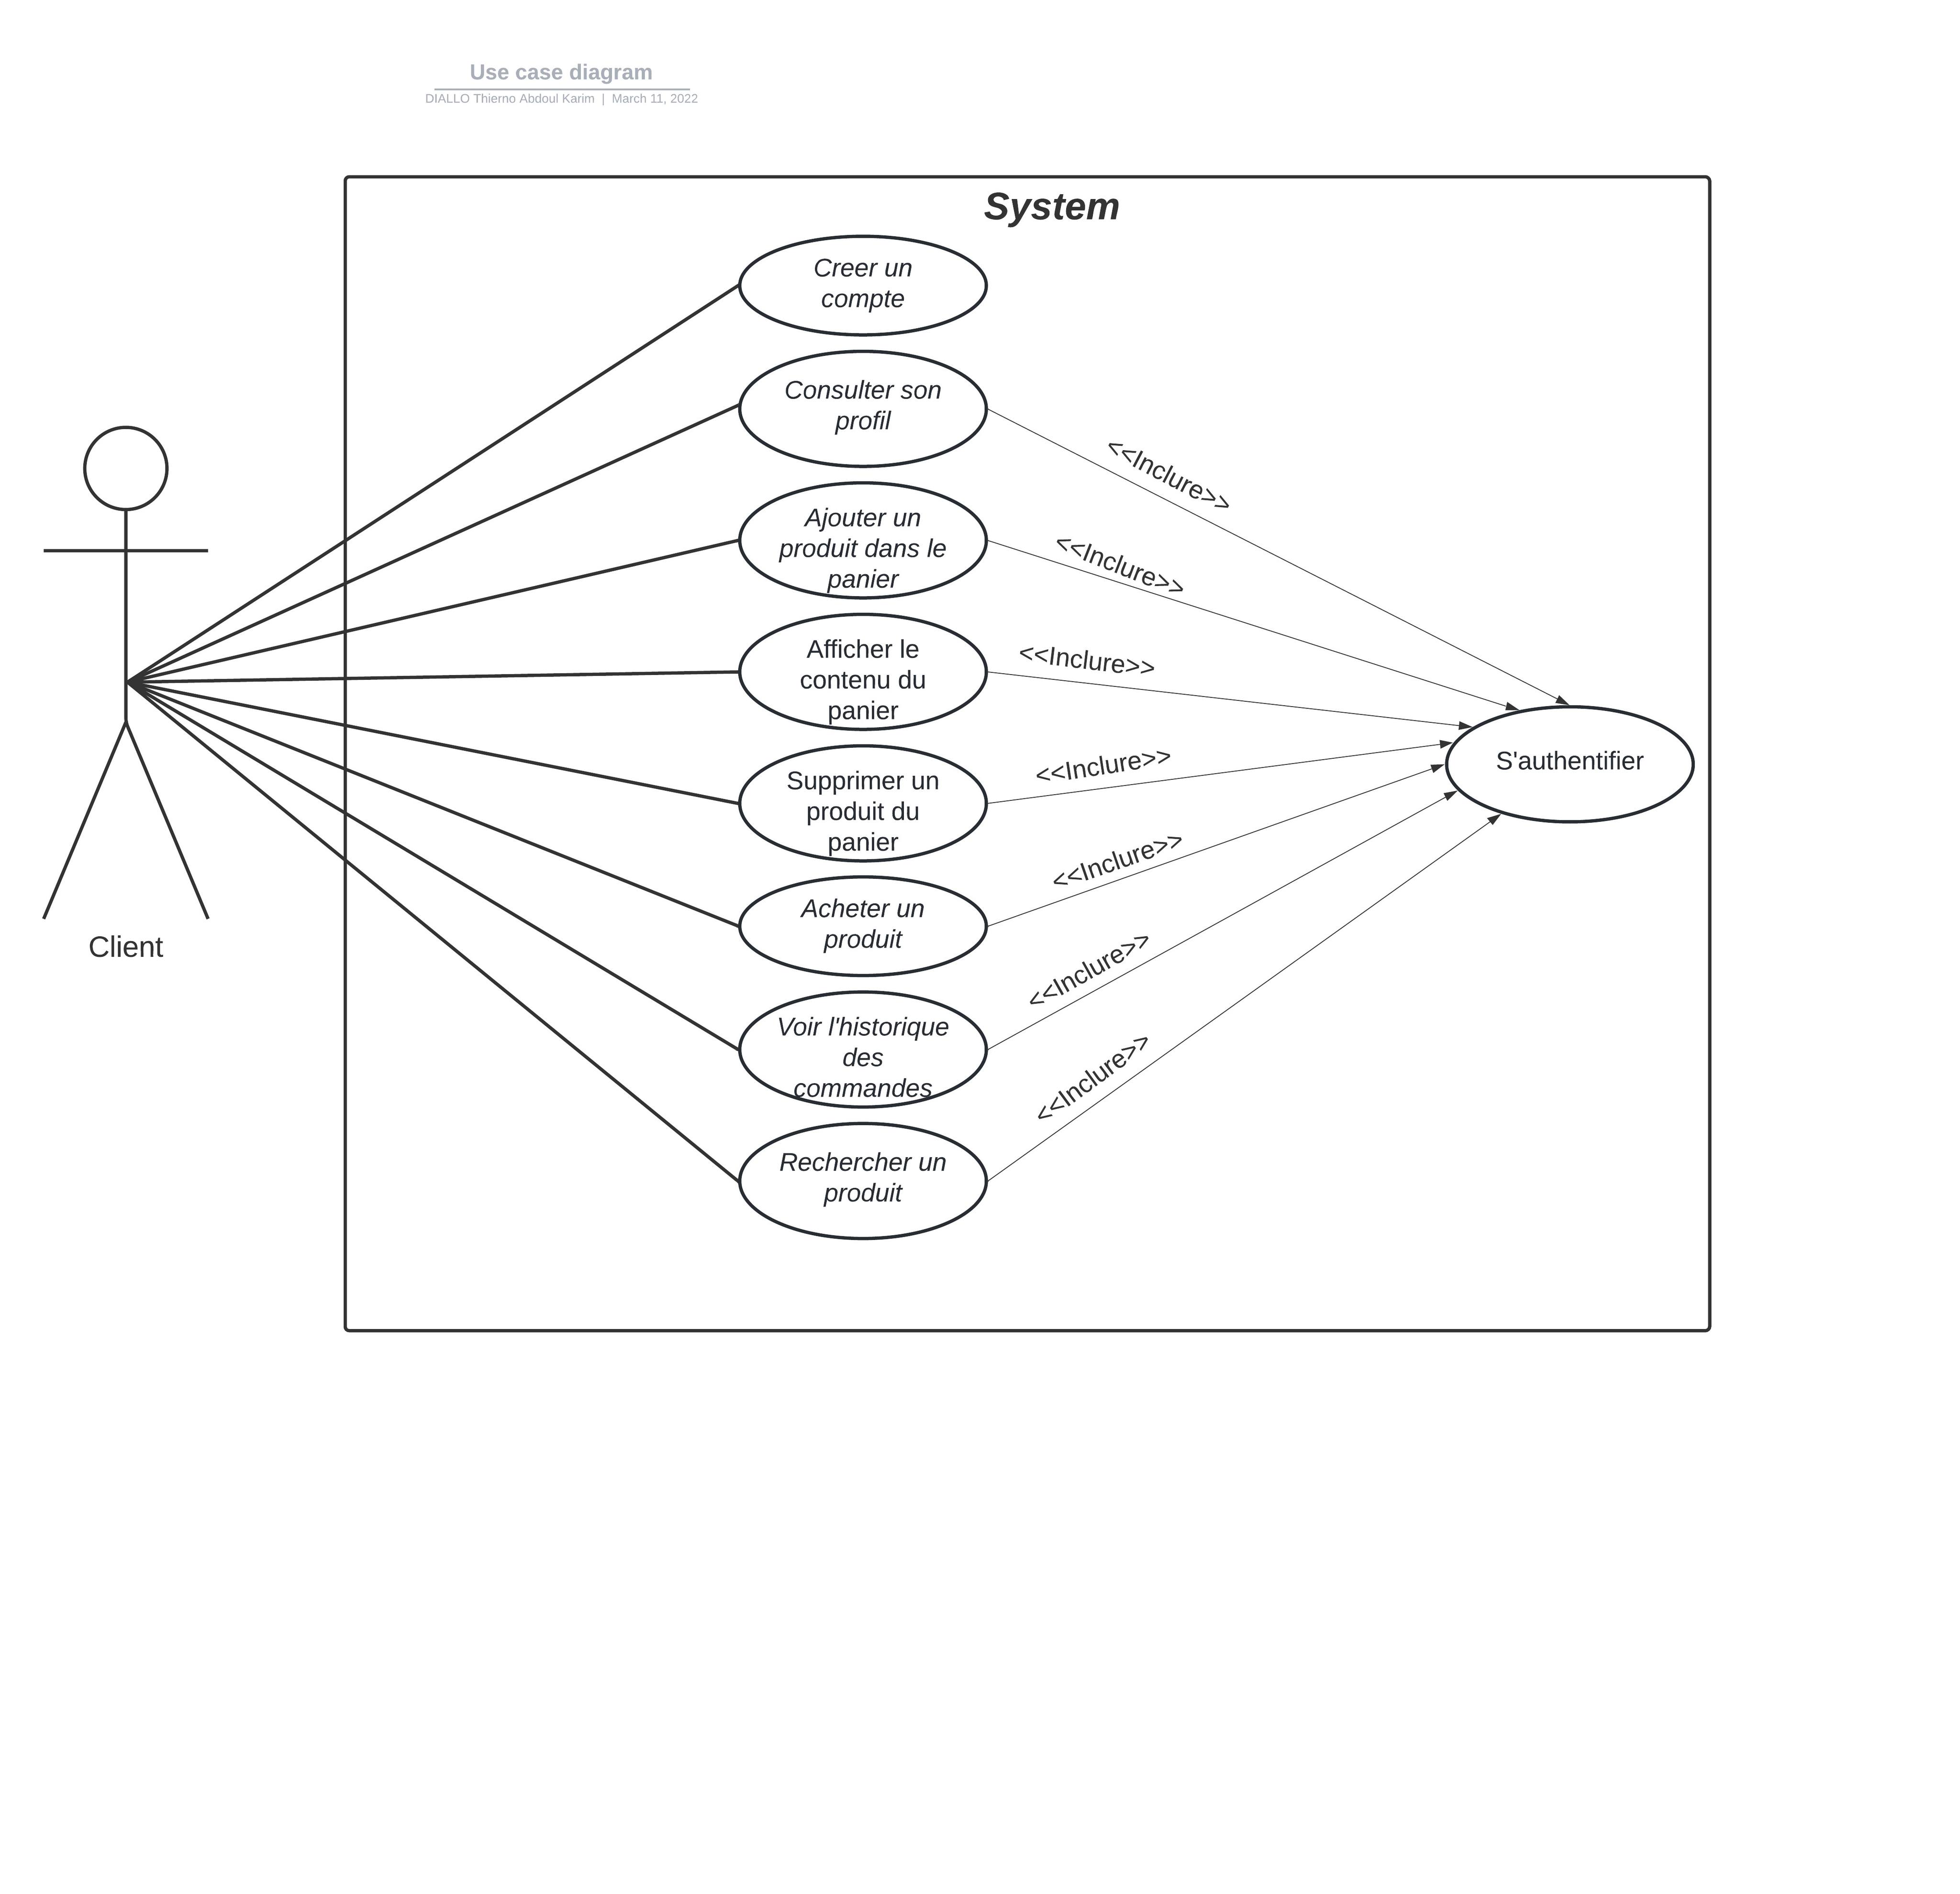 Use case diagram
DIALLO Thierno Abdoul Karim | March 11, 2022
System
Creer un
compte
Consulter son
profil
<<Inclure>>
Ajouter un
produit dans le
panier
<<Inclure>>
Afficher le
contenu du
panier
<<Inclure>>
Supprimer un
produit du
panier
<<Inclure>>
S'authentifier
Acheter un
produit
<<Inclure>>
Client
Voir l'historique
des
commandes
<<Inclure>>
Rechercher un
produit
<<Inclure>>